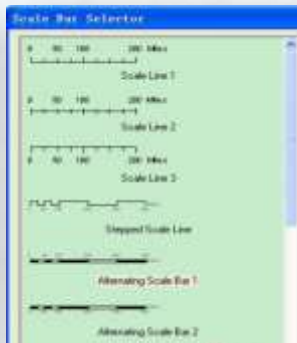 Scale Bar Selector
0 50 100 200 Miles
Scale Line 1
0 50 100 200 Miles
Scale Line 2
0 50 100 200 Miles
Scale Line 3
Stepped Scale Line
Alternating Scale Bar 1
Alternating Scale Bar 2